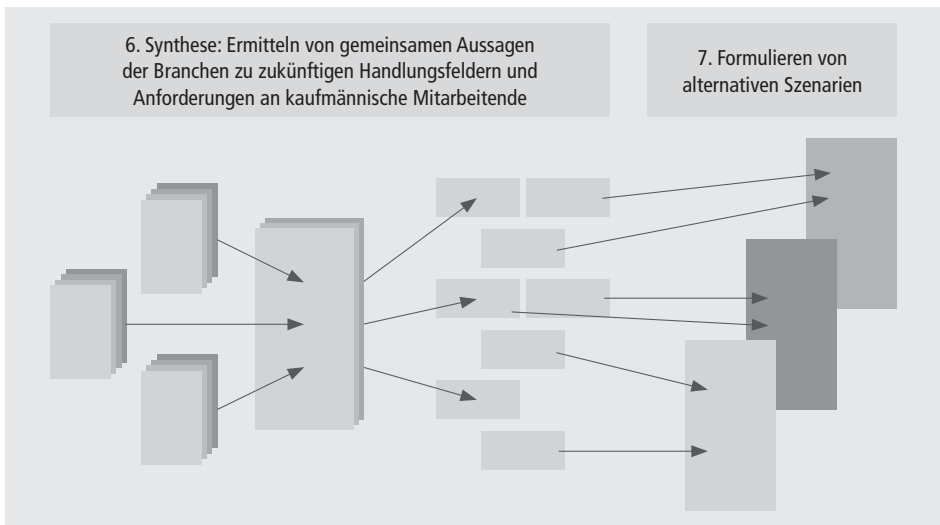 6. Synthese: Ermitteln von gemeinsamen Aussagen
der Branchen zu zukünftigen Handlungsfeldern und
Anforderungen an kaufmännische Mitarbeitende
7. Formulieren von
alternativen Szenarien